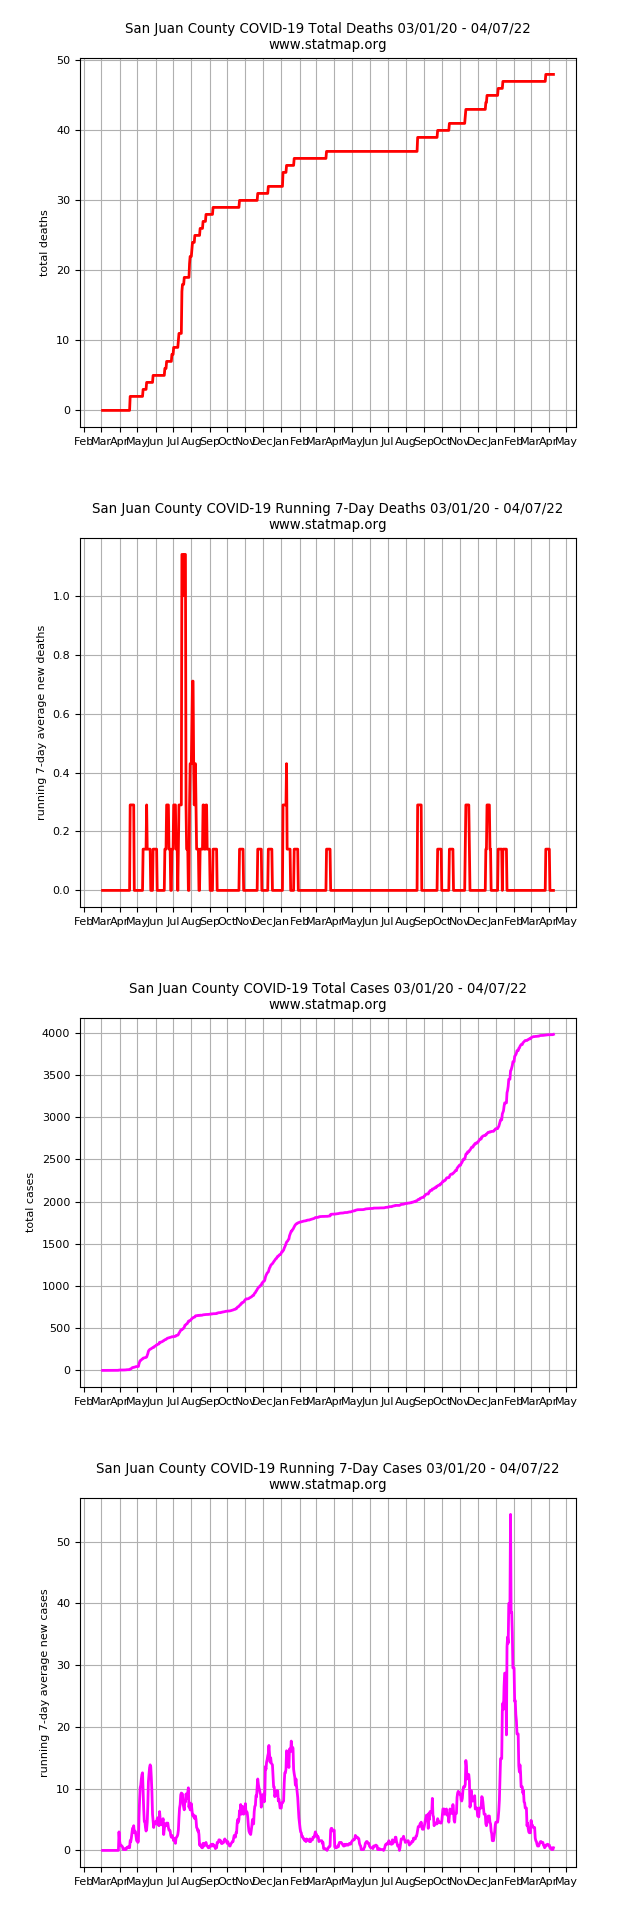 San Juan County COVID-19 Total Deaths 03/01/20 - 04/07/22
www.statmap.org
50
40
30
20
10
0
total deaths
Feb Mar Apr May Jun Jul Aug Sep Oct Nov Dec Jan Feb Mar Apr May Jun Jul Aug Sep Oct Nov Dec Jan Feb Mar Apr May
San Juan County COVID-19 Running 7-Day Deaths 03/01/20 - 04/07/22
www.statmap.org
1.0
0.8
0.6
0.4
0.2
0.0
running 7-day average new deaths
Feb Mar Apr May Jun Jul Aug Sep Oct Nov Dec Jan Feb Mar Apr May Jun Jul Aug Sep Oct Nov Dec Jan Feb Mar Apr May
San Juan County COVID-19 Total Cases 03/01/20 - 04/07/22
www.statmap.org
4000
3500
3000
2500
2000
1500
1000
500
0
total cases
Feb Mar Apr May Jun Jul Aug Sep Oct Nov Dec Jan Feb Mar Apr May Jun Jul Aug Sep Oct Nov Dec Jan Feb Mar Apr May
San Juan County COVID-19 Running 7-Day Cases 03/01/20 - 04/07/22
www.statmap.org
50
40
30
20
10
0
running 7-day average new cases
Feb Mar Apr May Jun Jul Aug Sep Oct Nov Dec Jan Feb Mar Apr May Jun Jul Aug Sep Oct Nov Dec Jan Feb Mar Apr May